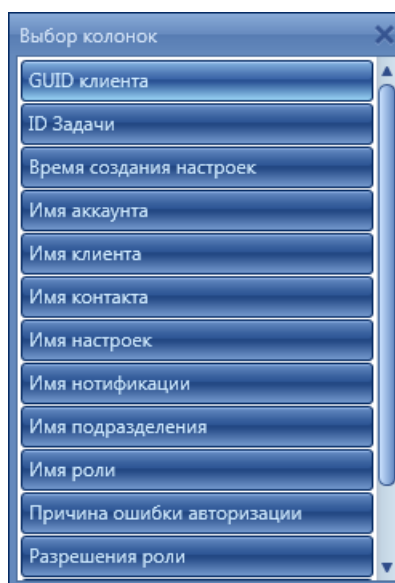 Выбор колонок
GUID клиента
ID Задачи
Время создания настроек
Имя аккаунта
Имя клиента
Имя контакта
Имя настроек
Имя нотификации
Имя подразделения
Имя роли
Причина ошибки авторизации
Разрешения роли